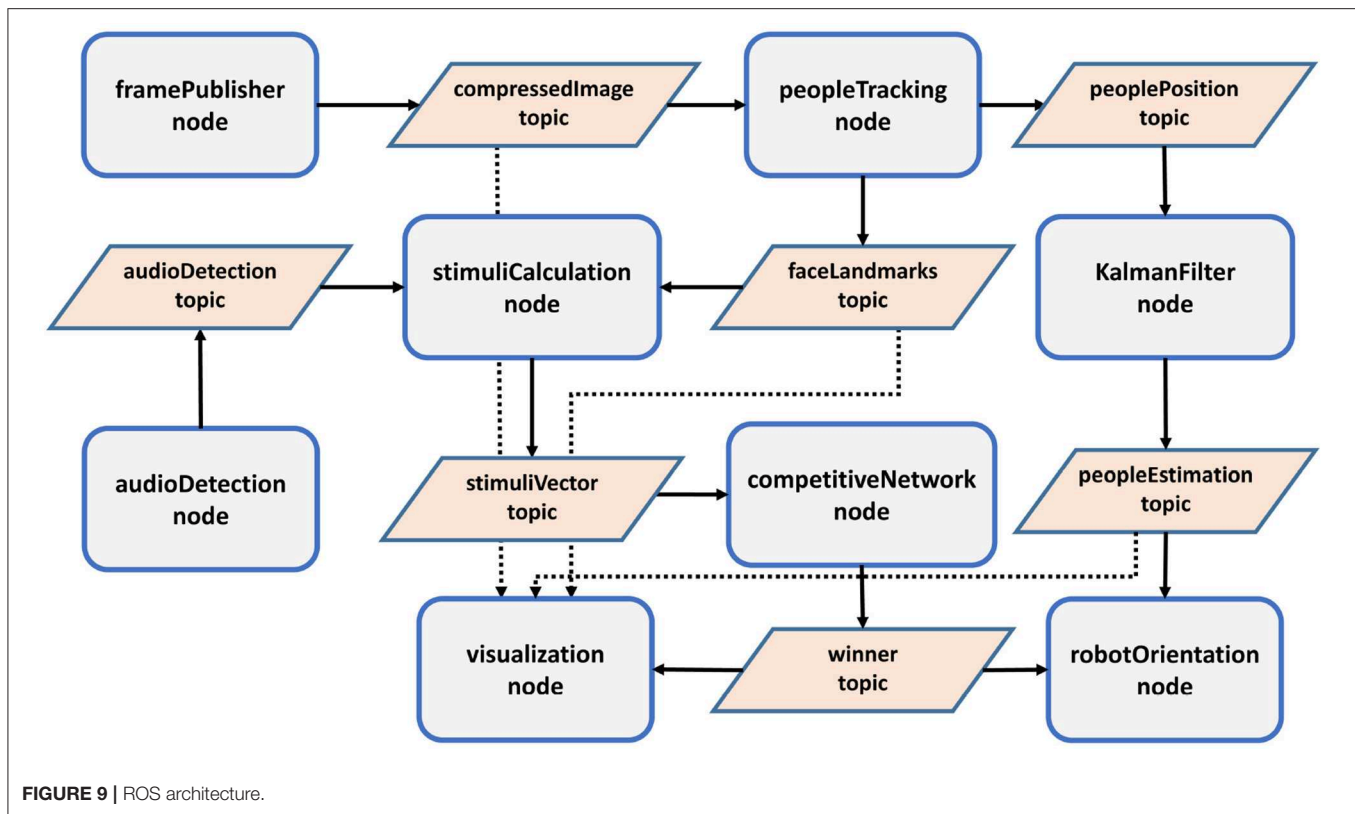 framePublisher
node
compressedImage
topic
peopleTracking
node
peoplePosition
topic
audioDetection
topic
stimuliCalculation
node
faceLandmarks
topic
KalmanFilter
node
audioDetection
node
stimuliVector
topic
competitiveNetwork
node
peopleEstimation
topic
visualization
node
winner
topic
robotOrientation
node
FIGURE 9 | ROS architecture.